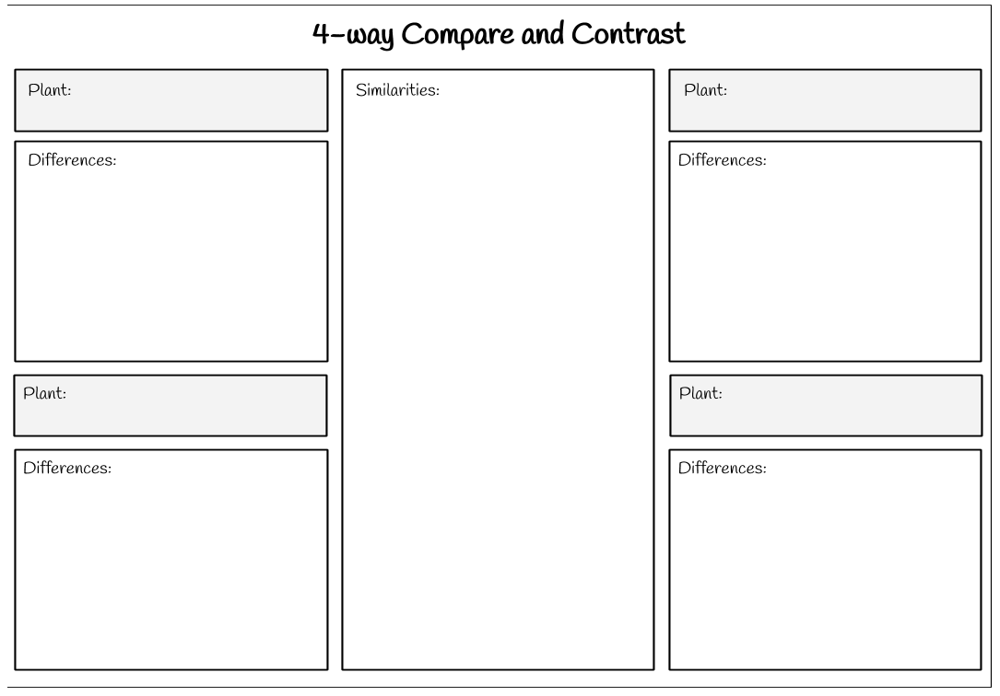 4-way Compare and Contrast
Plant:
Similarities:
Plant:
Differences:
Differences:
Plant:
Plant:
Differences:
Differences: